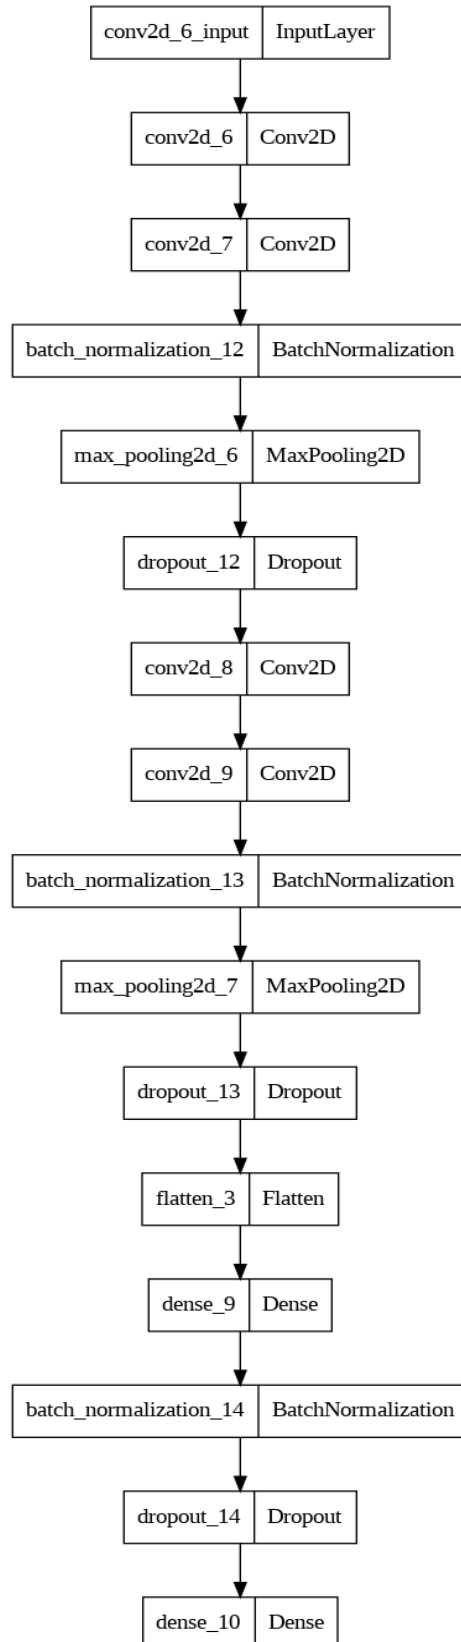 conv2d_6_input InputLayer
conv2d_6 Conv2D
conv2d_7 Conv2D
batch_normalization_12 BatchNormalization
max_pooling2d_6 MaxPooling2D
dropout_12 Dropout
conv2d_8 Conv2D
conv2d_9 Conv2D
batch_normalization_13 BatchNormalization
max_pooling2d_7 MaxPooling2D
dropout_13 Dropout
flatten_3 Flatten
dense_9 Dense
batch_normalization_14 BatchNormalization
dropout_14 Dropout
dense_10 Dense